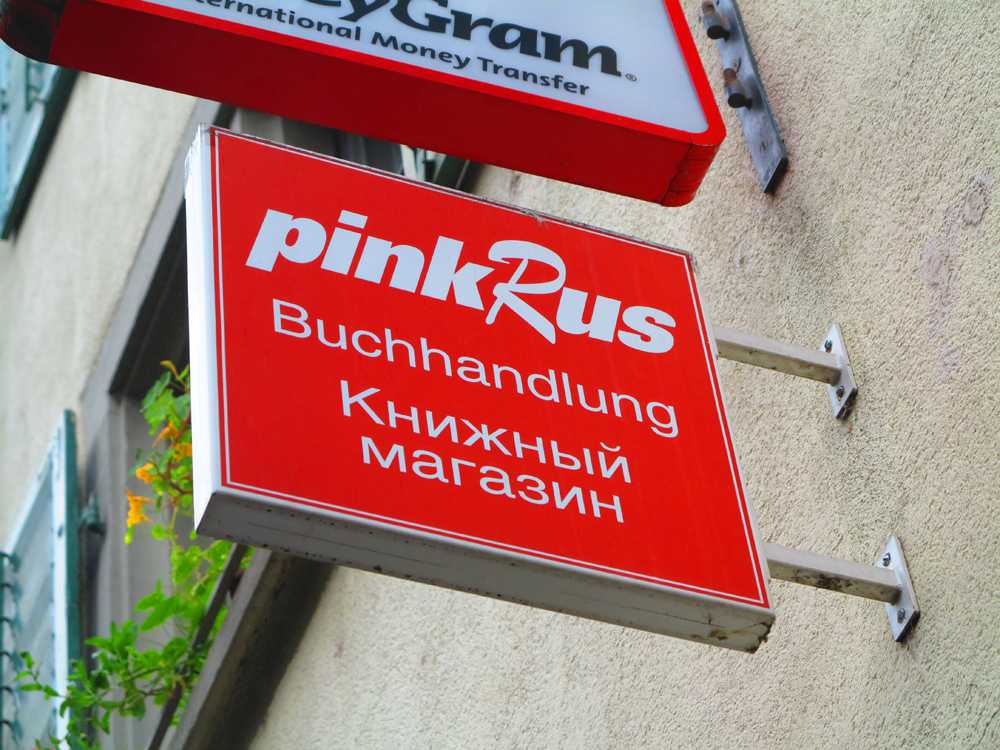 International Money Transfer
pinkRus
Buchhandlung
Книжный
магазин